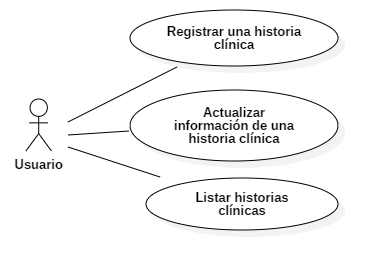 Registrar una historia
clínica
Actualizar
información de una
historia clínica
Usuario
Listar historias
clínicas